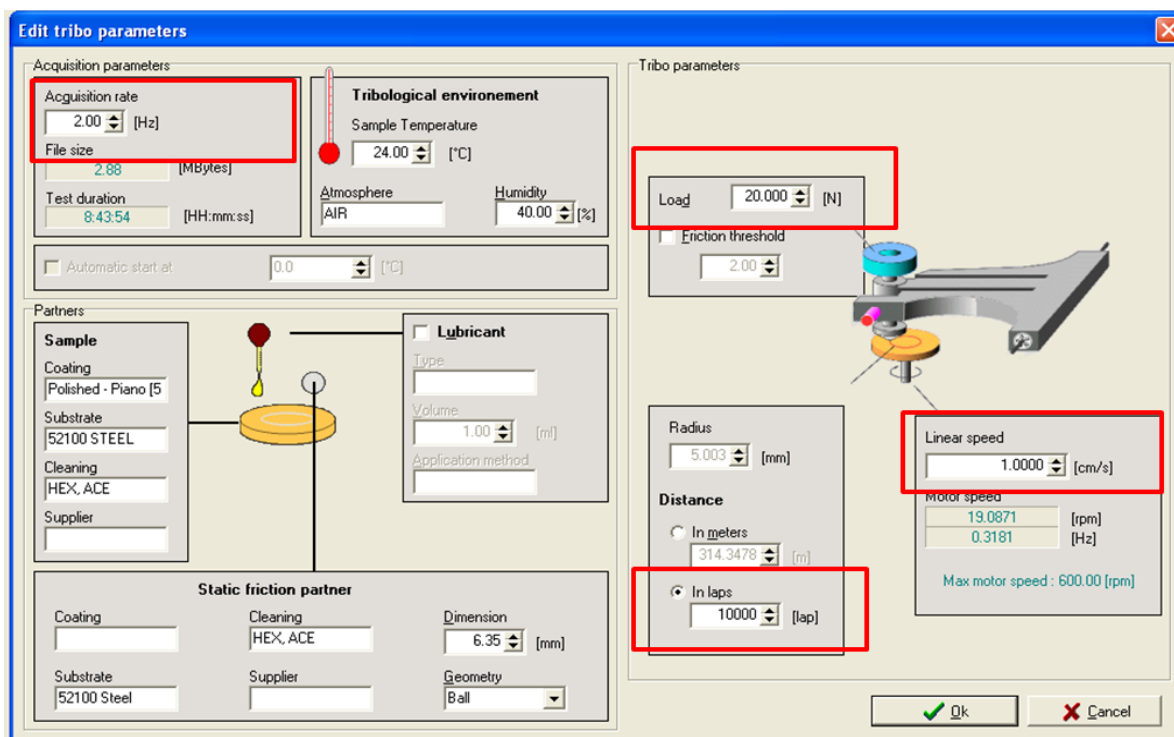 Edit tribo parameters
Acquisition parameters
Acquisition rate
2.00 [Hz]
File size
2.88 [MBytes]
Test duration
8:43:54 [HH:mm:ss]
Tribological environement
Sample Temperature
24.00 [°C]
Atmosphere
AIR
Humidity
40.00 [%]
Automatic start at 0.0 [°C]
Partners
Sample
Coating
Polished - Piano [5
Substrate
52100 STEEL
Cleaning
HEX, ACE
Supplier
Lubricant
Type
Volume
1.00 [ml]
Application method
Static friction partner
Coating
Cleaning
HEX, ACE
Dimension
6.35 [mm]
Substrate
52100 Steel
Supplier
Geometry
Ball
Tribo parameters
Load 20.000 [N]
Friction threshold
2.00
Radius
5.003 [mm]
Distance
In meters
314.3478 [m]
In laps
10000 [lap]
Linear speed
1.0000 [cm/s]
Motor speed
19.0871 [rpm]
0.3181 [Hz]
Max motor speed : 600.00 [rpm]
Ok
Cancel